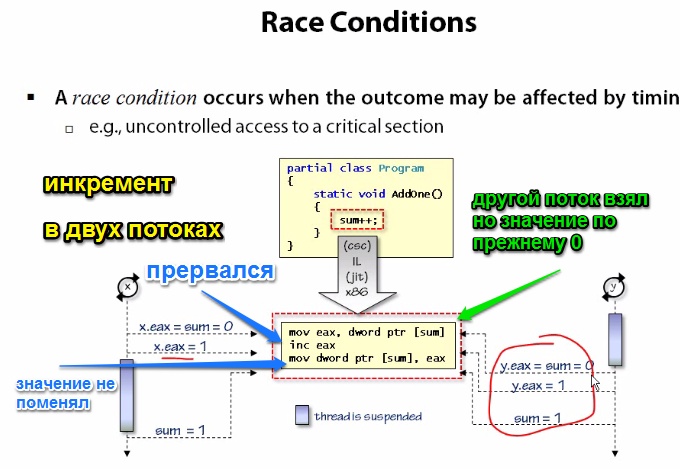 Race Conditions
A race condition occurs when the outcome may be affected by timin
e.g., uncontrolled access to a critical section
инкремент
в двух потоках
partial class Program
{
static void AddOne()
{
sum++;
}
}
другой поток взял
но значение по
прежнему 0
(csc)
IL
(jit)
x86
прервался
x
y
x.eax = sum = 0
x.eax = 1
mov eax, dword ptr [sum]
inc eax
mov dword ptr [sum], eax
y.eax = sum = 0
y.eax = 1
sum = 1
значение не
поменял
thread is suspended
sum = 1